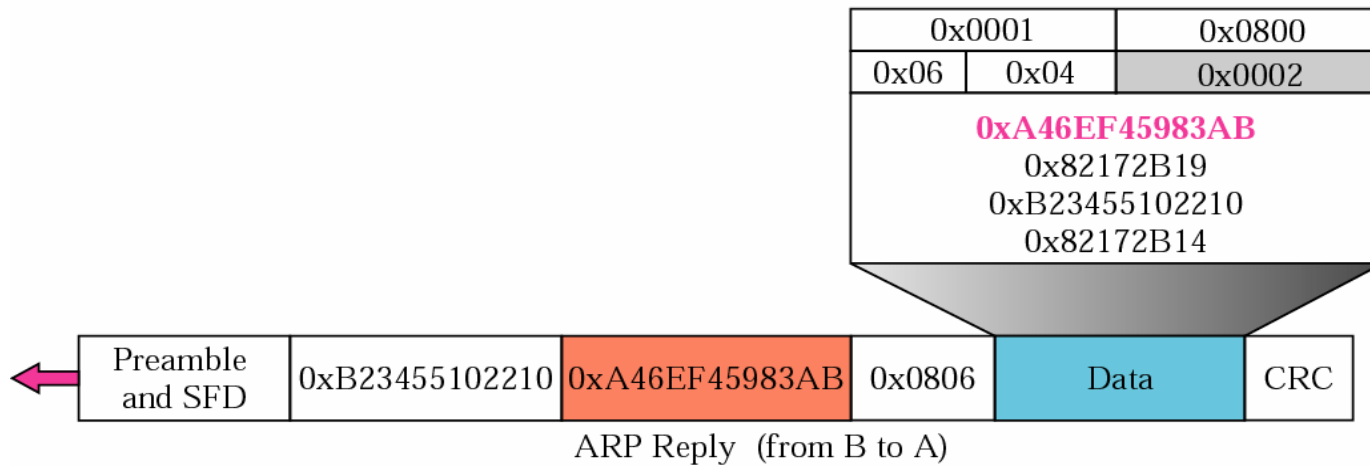 0x0001 0x0800
0x06 0x04 0x0002
0xA46EF45983AB
0x82172B19
0xB23455102210
0x82172B14
Preamble
and SFD
0xB23455102210 0xA46EF45983AB 0x0806 Data CRC
ARP Reply (from B to A)